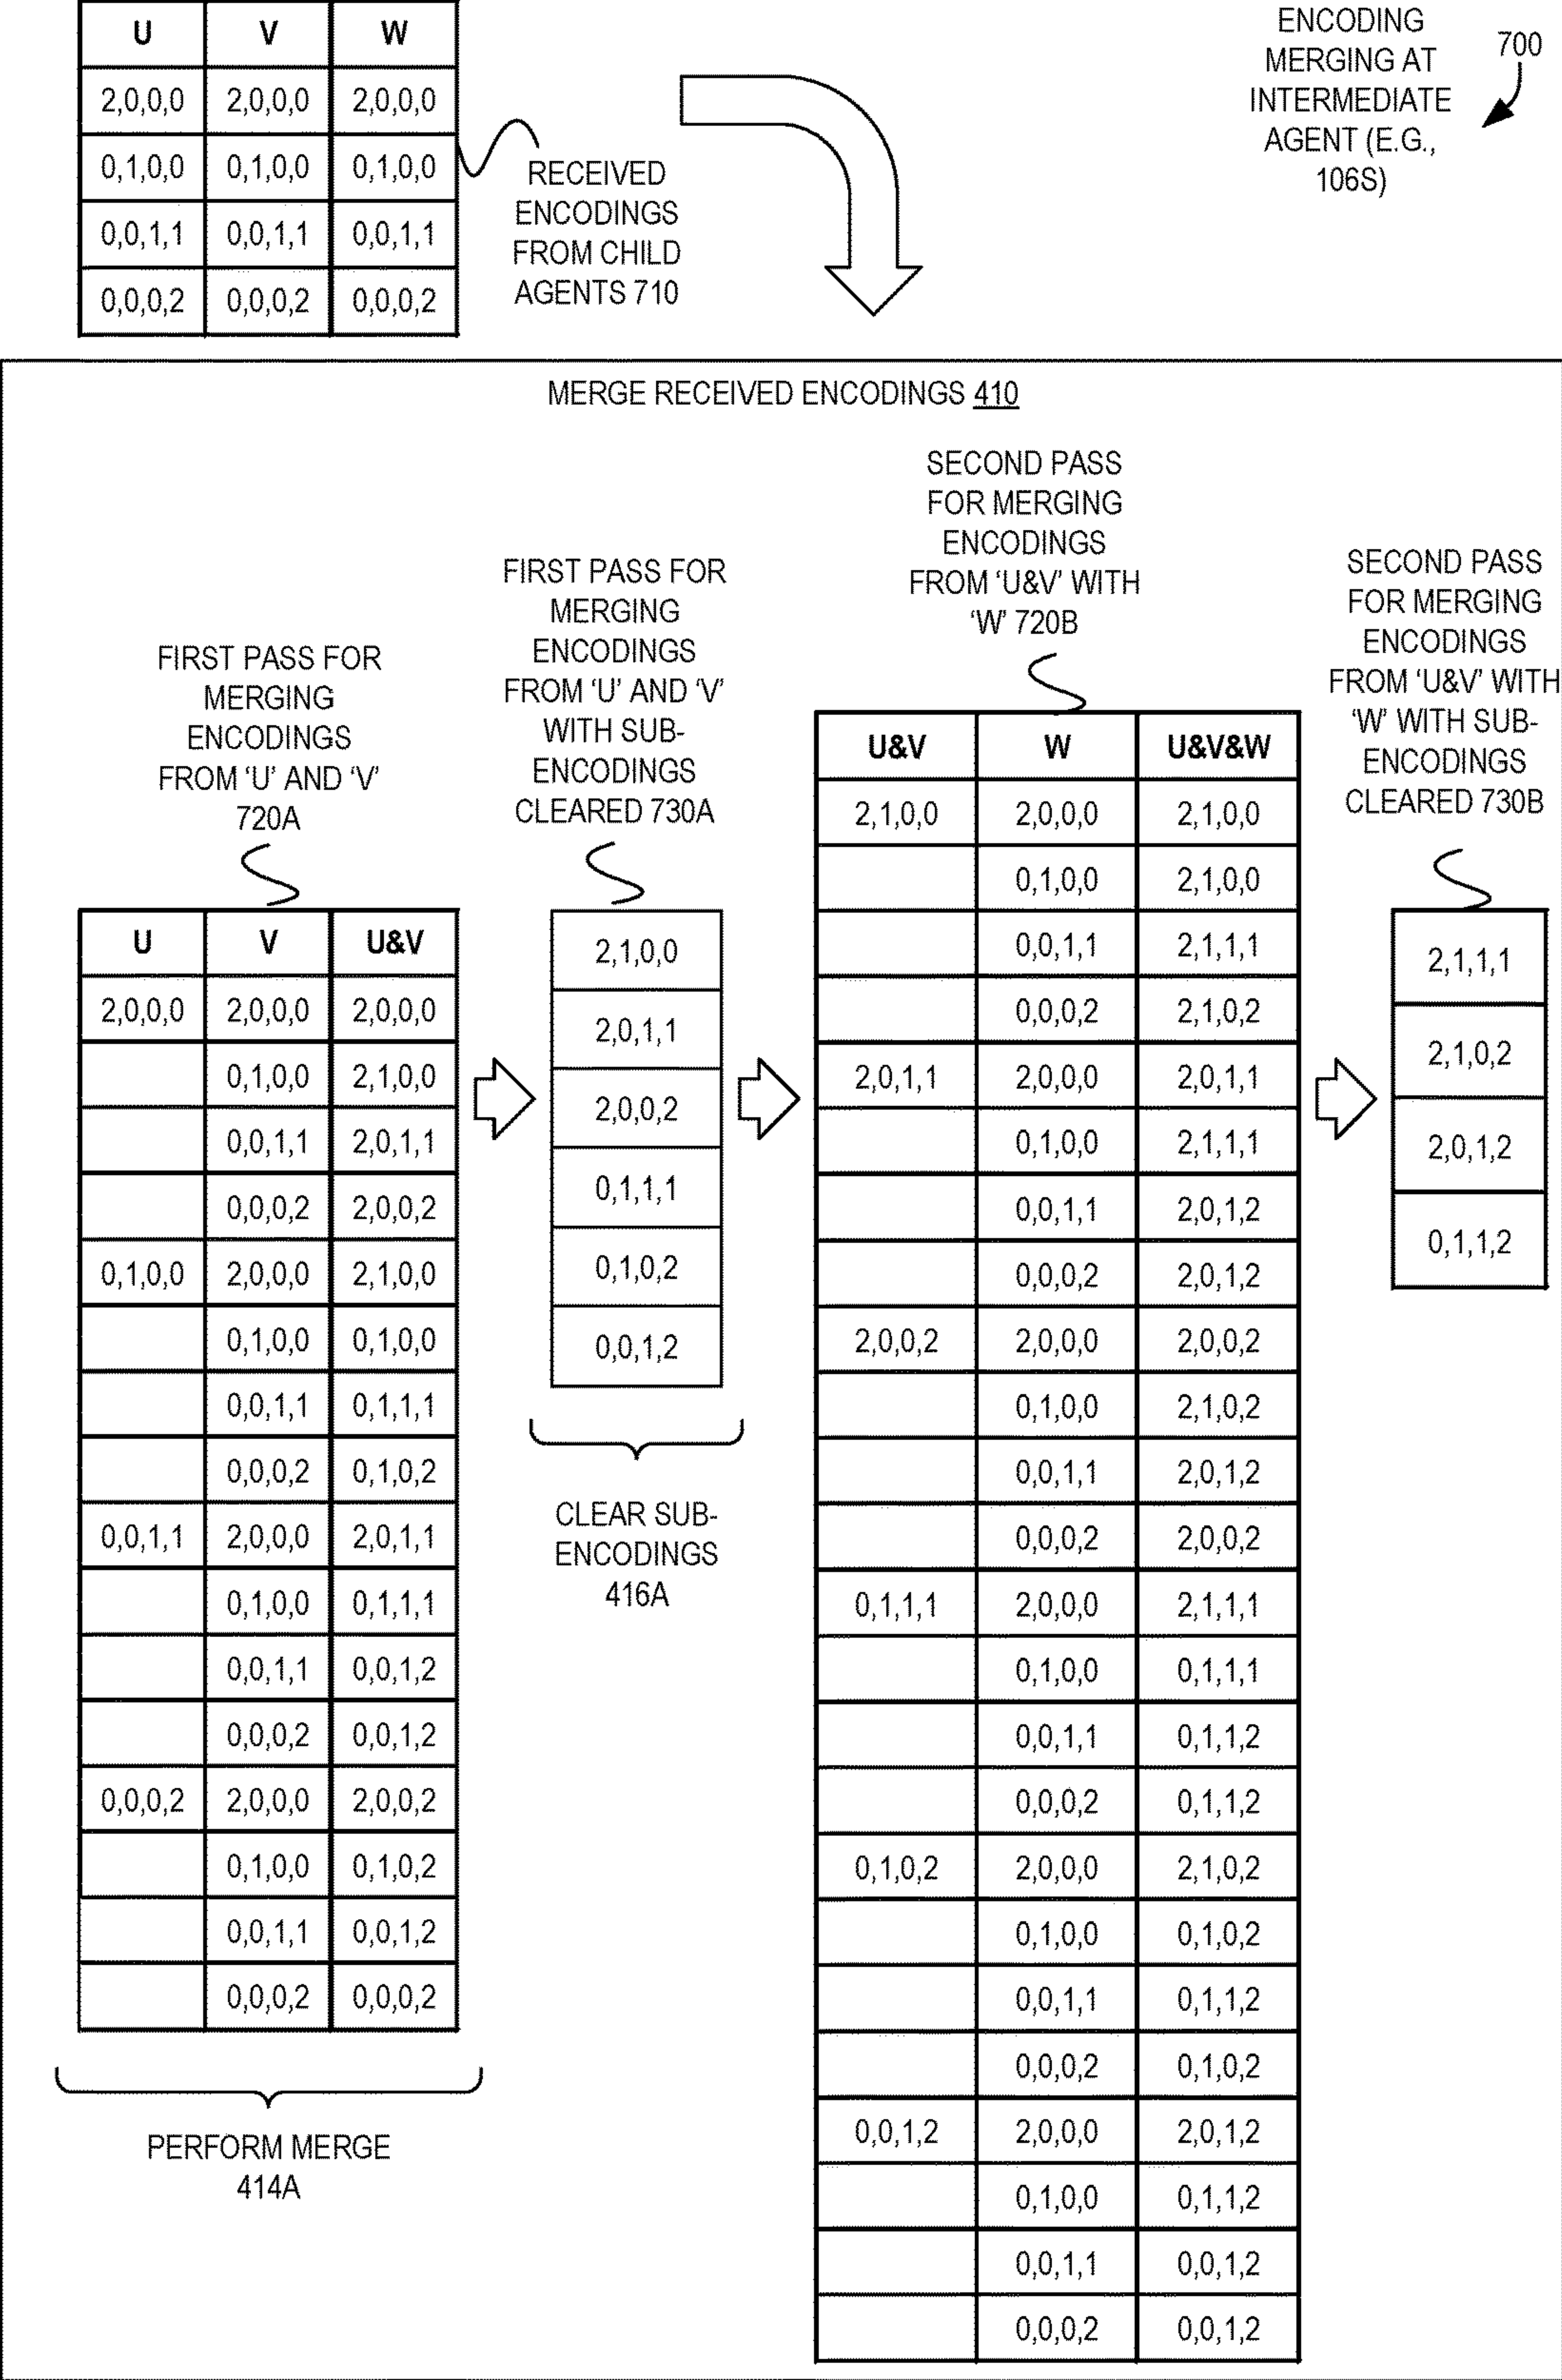 U V W
2,0,0,0 2,0,0,0 2,0,0,0
0,1,0,0 0,1,0,0 0,1,0,0
0,0,1,1 0,0,1,1 0,0,1,1
0,0,0,2 0,0,0,2 0,0,0,2
RECEIVED
ENCODINGS
FROM CHILD
AGENTS 710
ENCODING
MERGING AT
INTERMEDIATE
AGENT (E.G.,
106S)
700
MERGE RECEIVED ENCODINGS 410
FIRST PASS FOR
MERGING
ENCODINGS
FROM ‘U’ AND ‘V’
720A
U V U&V
2,0,0,0 2,0,0,0 2,0,0,0
0,1,0,0 2,1,0,0
0,0,1,1 2,0,1,1
0,0,0,2 2,0,0,2
0,1,0,0 2,0,0,0 2,1,0,0
0,1,0,0 0,1,0,0
0,0,1,1 0,1,1,1
0,0,0,2 0,1,0,2
0,0,1,1 2,0,0,0 2,0,1,1
0,1,0,0 0,1,1,1
0,0,1,1 0,0,1,2
0,0,0,2 0,0,1,2
0,0,0,2 2,0,0,0 2,0,0,2
0,1,0,0 0,1,0,2
0,0,1,1 0,0,1,2
0,0,0,2 0,0,0,2
PERFORM MERGE
414A
FIRST PASS FOR
MERGING
ENCODINGS
FROM ‘U’ AND ‘V’
WITH SUB-
ENCODINGS
CLEARED 730A
2,1,0,0
2,0,1,1
2,0,0,2
0,1,1,1
0,1,0,2
0,0,1,2
CLEAR SUB-
ENCODINGS
416A
SECOND PASS
FOR MERGING
ENCODINGS
FROM ‘U&V’ WITH
‘W’ 720B
U&V W U&V&W
2,1,0,0 2,0,0,0 2,1,0,0
0,1,0,0 2,1,0,0
0,0,1,1 2,1,1,1
0,0,0,2 2,1,0,2
2,0,1,1 2,0,0,0 2,0,1,1
0,1,0,0 2,1,1,1
0,0,1,1 2,0,1,2
0,0,0,2 2,0,1,2
2,0,0,2 2,0,0,0 2,0,0,2
0,1,0,0 2,1,0,2
0,0,1,1 2,0,1,2
0,0,0,2 2,0,0,2
0,1,1,1 2,0,0,0 2,1,1,1
0,1,0,0 0,1,1,1
0,0,1,1 0,1,1,2
0,0,0,2 0,1,1,2
0,1,0,2 2,0,0,0 2,1,0,2
0,1,0,0 0,1,0,2
0,0,1,1 0,1,1,2
0,0,0,2 0,1,0,2
0,0,1,2 2,0,0,0 2,0,1,2
0,1,0,0 0,1,1,2
0,0,1,1 0,0,1,2
0,0,0,2 0,0,1,2
SECOND PASS
FOR MERGING
ENCODINGS
FROM ‘U&V’ WITH
‘W’ WITH SUB-
ENCODINGS
CLEARED 730B
2,1,1,1
2,1,0,2
2,0,1,2
0,1,1,2